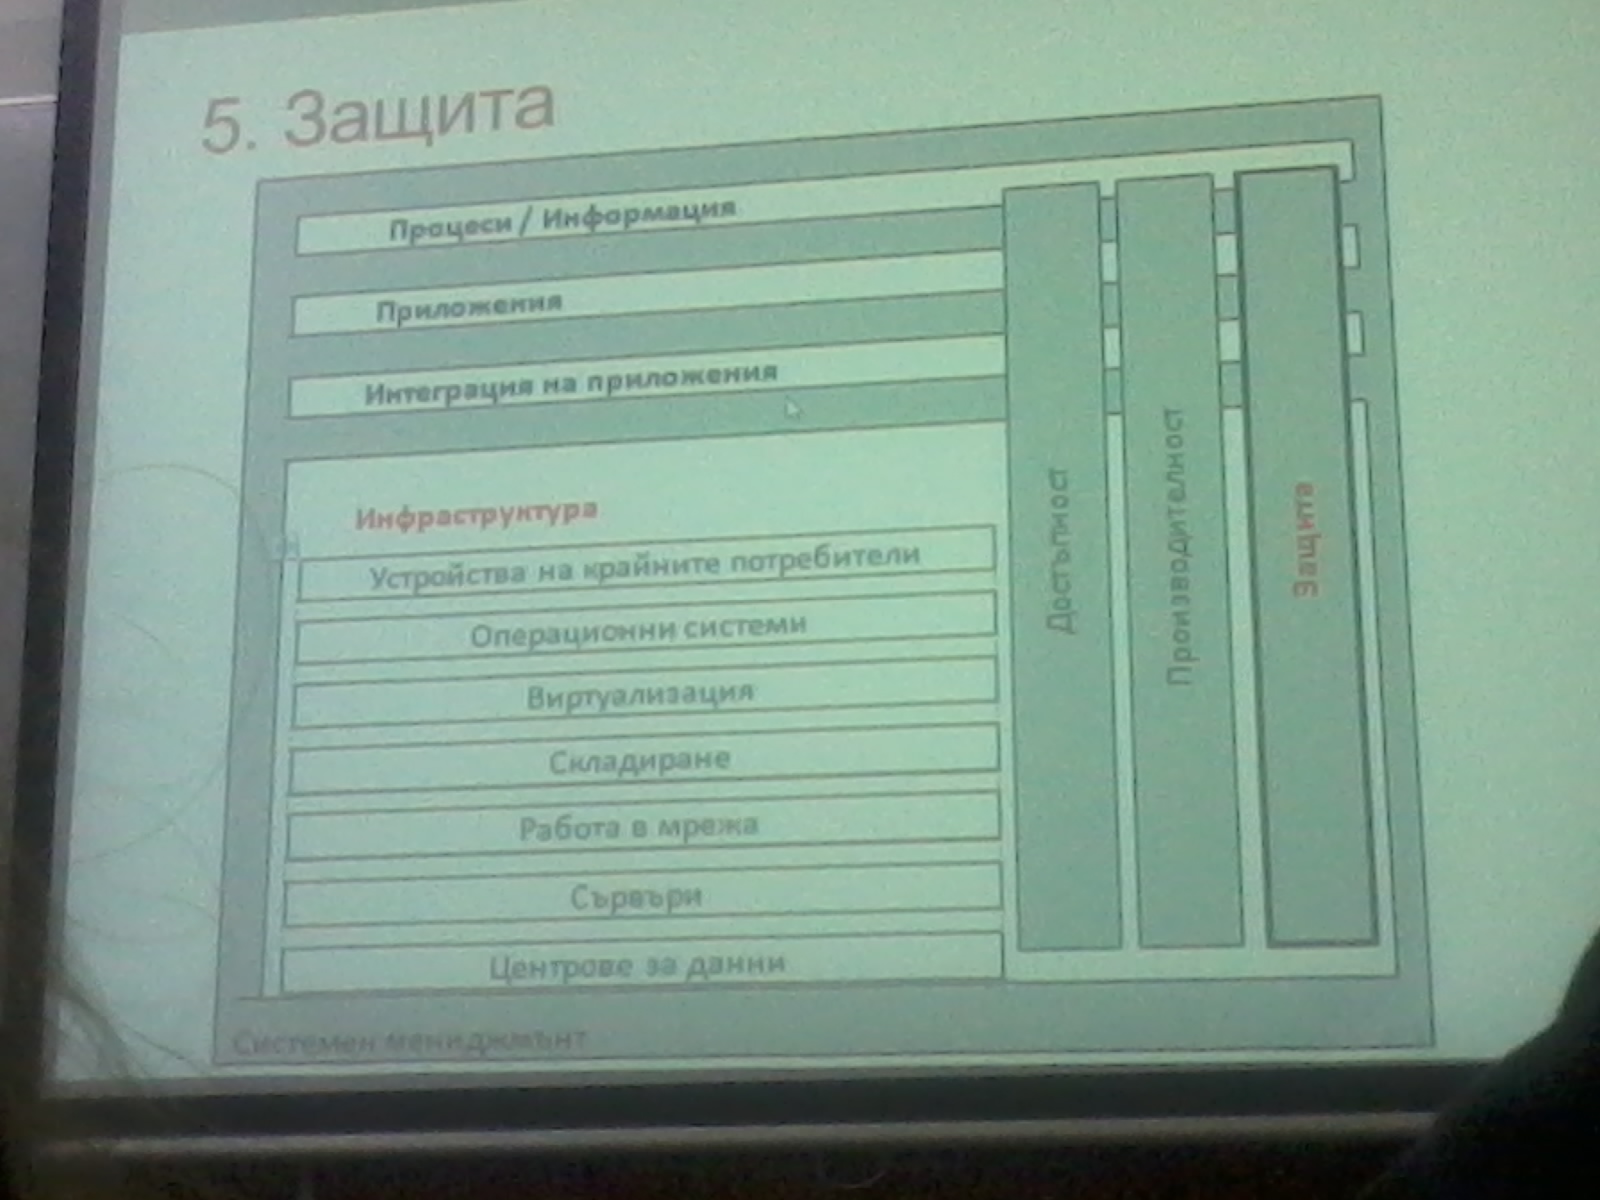 5. Защита
Процеси / Информация
Приложения
Интеграция на приложения
Инфраструктура
Устройства на крайните потребители
Операционни системи
Виртуализация
Складиране
Работа в мрежа
Сървъри
Центрове за данни
Достъпност
Производителност
Защита
Системен мениджмънт